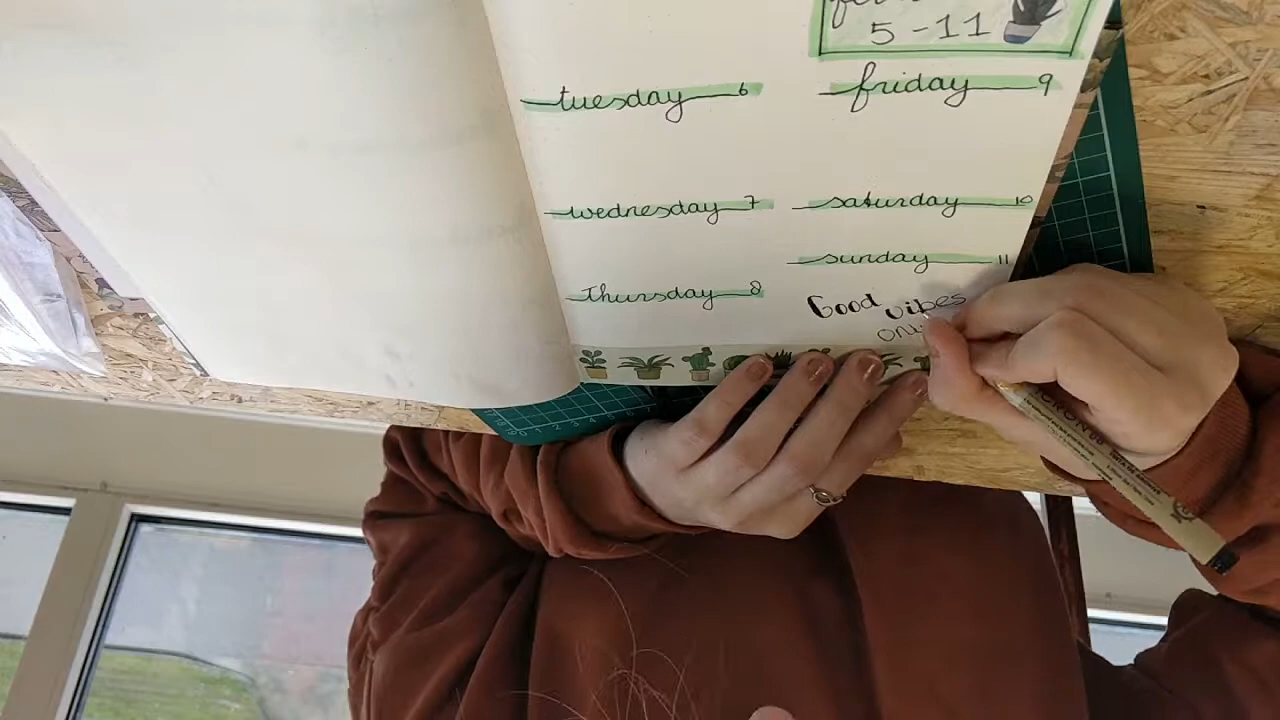 5-11
tuesday 6
wednesday 7
thursday 8
friday 9
saturday 10
sunday 11
Good vibes